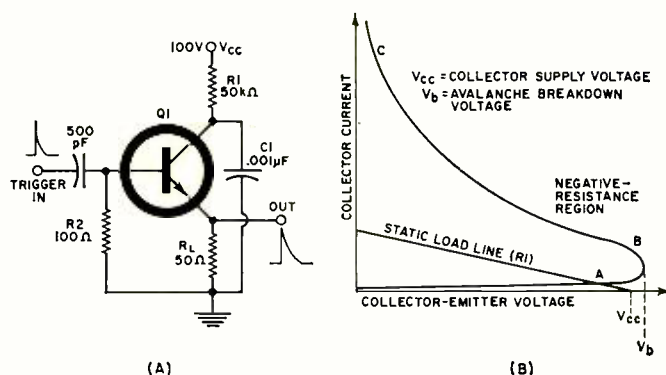 100V
Vcc
R1
50kΩ
Q1
500
pF
TRIGGER
IN
C1
.001µF
OUT
R2
100Ω
RL
50Ω
(A)
COLLECTOR CURRENT
C
Vcc = COLLECTOR SUPPLY VOLTAGE
Vb = AVALANCHE BREAKDOWN
VOLTAGE
NEGATIVE-
RESISTANCE
REGION
B
STATIC LOAD LINE (R1)
A
COLLECTOR-EMITTER VOLTAGE
Vcc
Vb
(B)